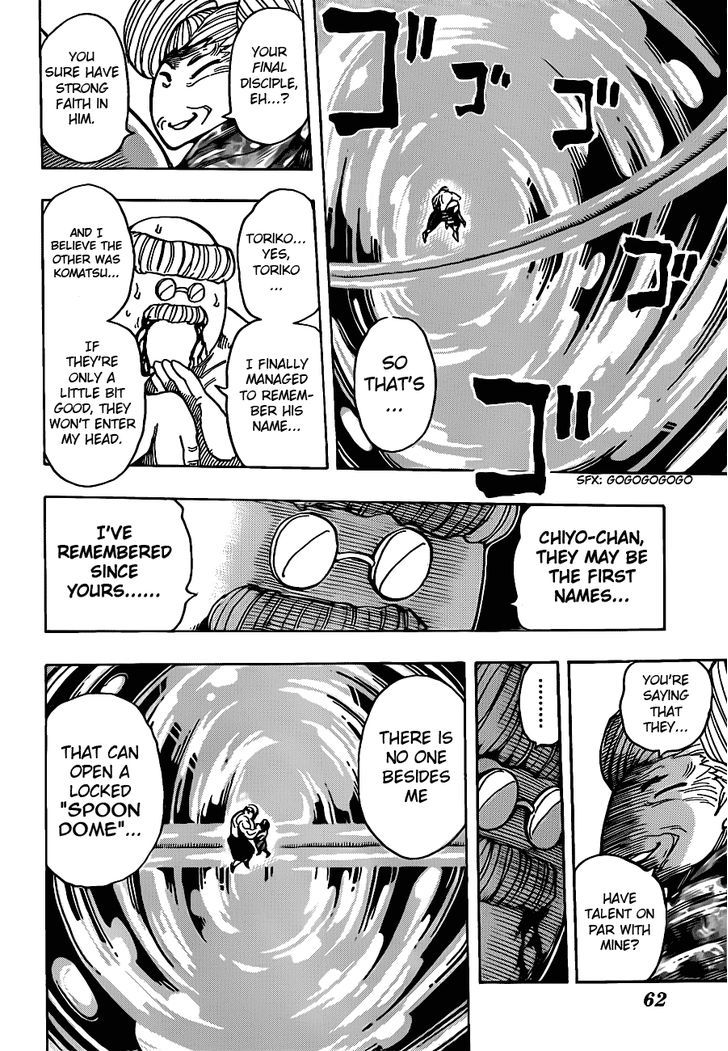 ゴ
ゴ
ゴ
ゴ
ゴ
SO
THAT'S
...
SFX: GOGOGOGOGO
YOUR
FINAL
DISCIPLE,
EH...?
YOU
SURE HAVE
STRONG
FAITH IN
HIM.
TORIKO...
YES,
TORIKO
...
I FINALLY
MANAGED
TO REMEM-
BER HIS
NAME...
AND I
BELIEVE THE
OTHER WAS
KOMATSU...
IF
THEY'RE
ONLY A
LITTLE BIT
GOOD, THEY
WON'T ENTER
MY HEAD.
CHIYO-CHAN,
THEY MAY BE
THE FIRST
NAMES...
I'VE
REMEMBERED
SINCE
YOURS......
YOU'RE
SAYING
THAT
THEY...
HAVE
TALENT ON
PAR WITH
MINE?
.........
THERE IS
NO ONE
BESIDES
ME
THAT CAN
OPEN A
LOCKED
"SPOON
DOME"...
62